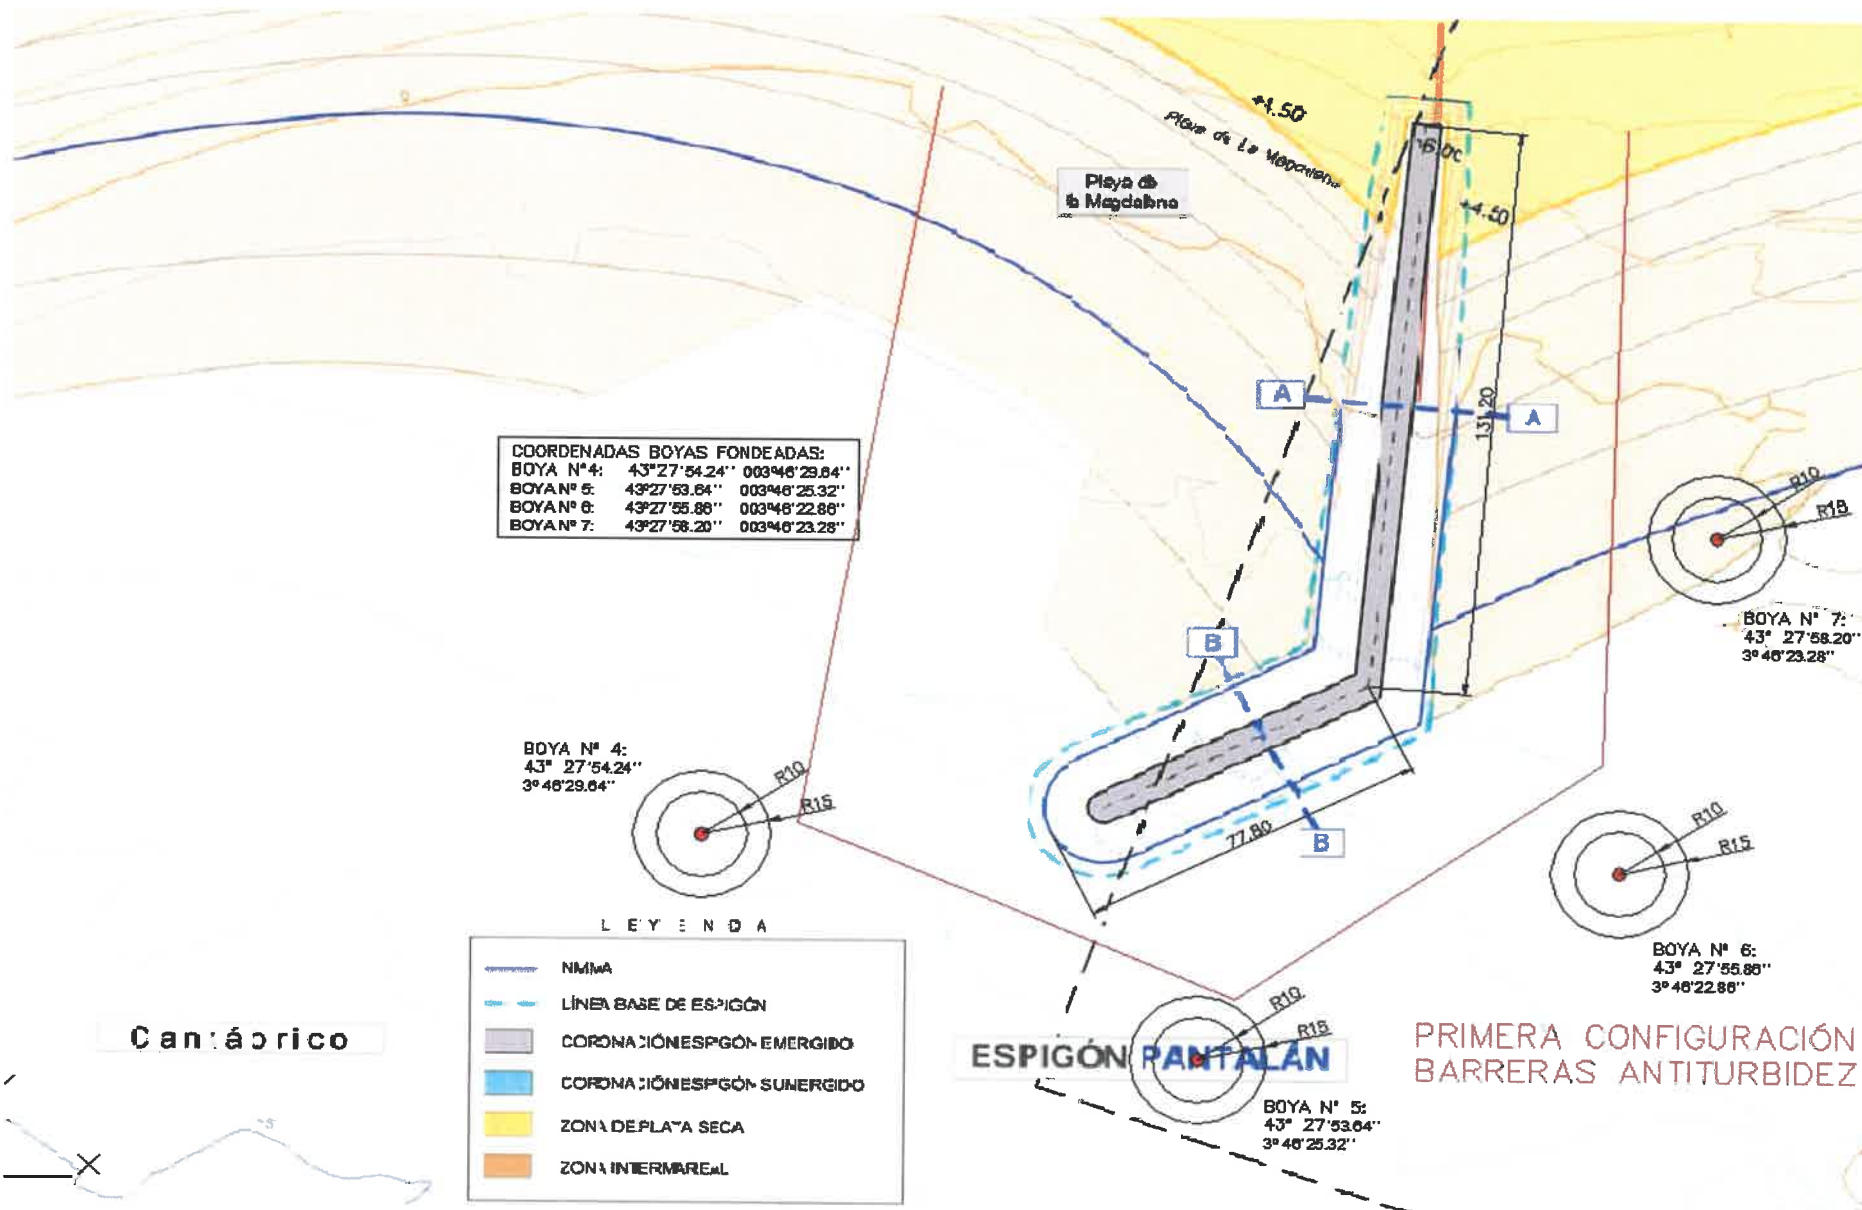 +4.50
Playa de La Magdalena
6.00
Playa de
la Magdalena
+4.50
0
A
A
131.20
COORDENADAS BOYAS FONDEADAS:
BOYA Nº4: 43º27'54.24'' 003º46'29.64''
BOYA Nº 5: 43º27'53.64'' 003º46'25.32''
BOYA Nº 6: 43º27'55.86'' 003º46'22.86''
BOYA Nº 7: 43º27'58.20'' 003º46'23.28''
R10
R15
BOYA Nº 7:
43º 27'58.20''
3º46'23.28''
B
BOYA Nº 4:
43º 27'54.24''
3º46'29.64''
R10
R15
77.80
B
R10
R15
BOYA Nº 6:
43º 27'55.86''
3º46'22.86''
LEYENDA
NMMA
LÍNEA BASE DE ESPIGÓN
CORONACIÓN ESPIGÓN EMERGIDO
CORONACIÓN ESPIGÓN SUMERGIDO
ZONA DE PLAYA SECA
ZONA INTERMAREAL
Cantábrico
R10
R15
ESPIGÓN PANTALÁN
BOYA Nº 5:
43º 27'53.64''
3º46'25.32''
PRIMERA CONFIGURACIÓN
BARRERAS ANTITURBIDEZ
-5